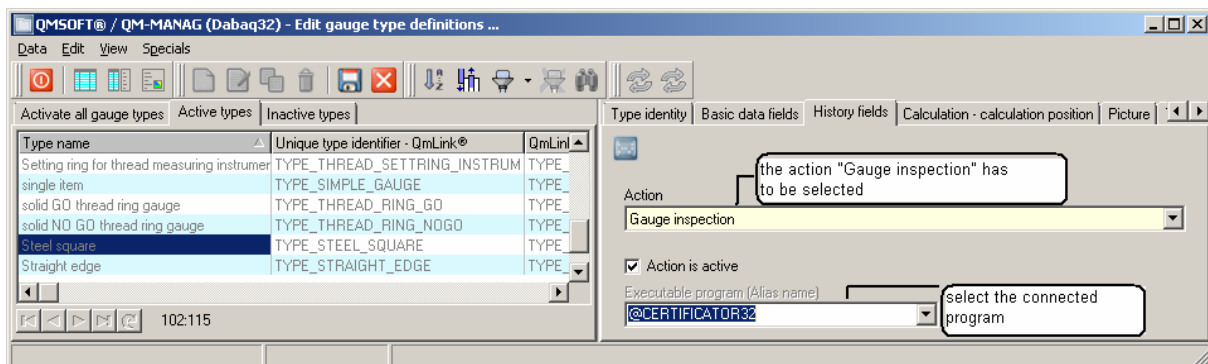 QMSOFT® / QM-MANAG (Dabaq32) - Edit gauge type definitions ...
Data Edit View Specials
Activate all gauge types Active types Inactive types
Type name Unique type identifier - QmLink® QmLinl
Setting ring for thread measuring instrumer TYPE_THREAD_SETTRING_INSTRUM TYPE_
single item TYPE_SIMPLE_GAUGE TYPE_
solid GO thread ring gauge TYPE_THREAD_RING_GO TYPE_
solid NO GO thread ring gauge TYPE_THREAD_RING_NOGO TYPE_
Steel square TYPE_STEEL_SQUARE TYPE_
Straight edge TYPE_STRAIGHT_EDGE TYPE_
102:115
Type identity Basic data fields History fields Calculation - calculation position Picture
the action "Gauge inspection" has
to be selected
Action
Gauge inspection
Action is active
Executable program (Alias name)
@CERTIFICATOR32
select the connected
program